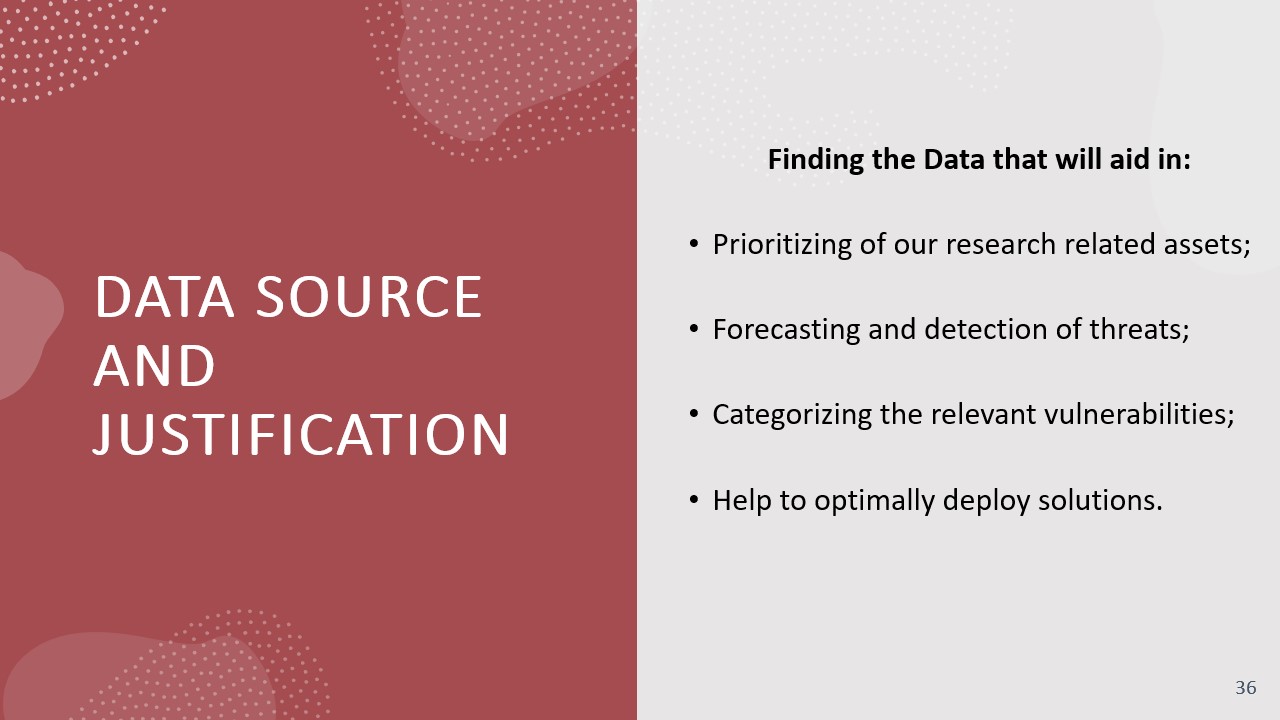 DATA SOURCE
AND
JUSTIFICATION
Finding the Data that will aid in:
• Prioritizing of our research related assets;
• Forecasting and detection of threats;
• Categorizing the relevant vulnerabilities;
• Help to optimally deploy solutions.
36